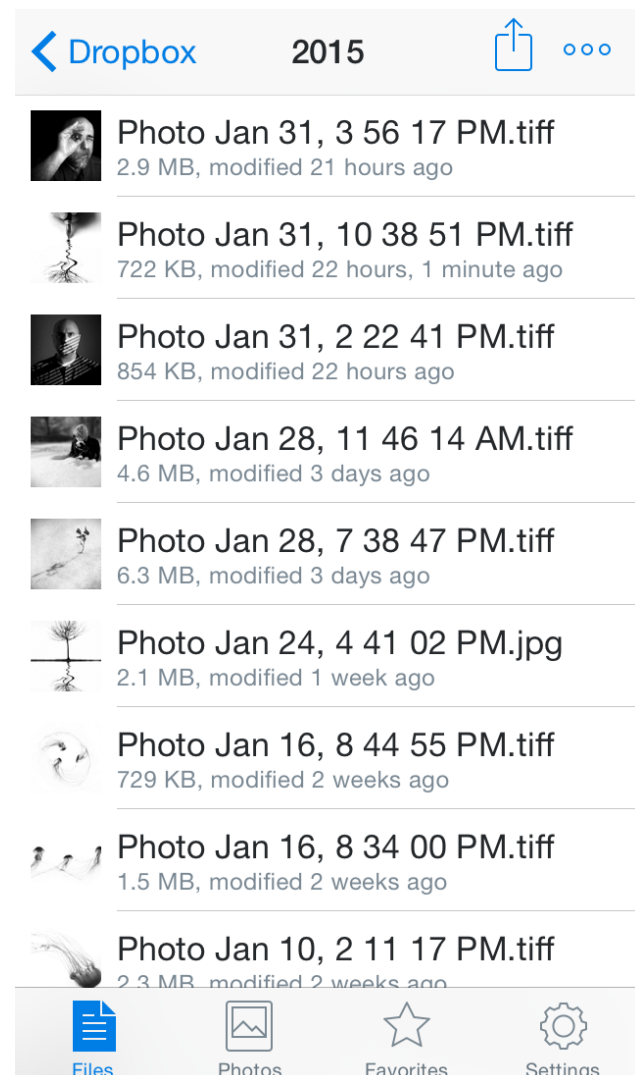 Dropbox
2015
Photo Jan 31, 3 56 17 PM.tiff
2.9 MB, modified 21 hours ago
Photo Jan 31, 10 38 51 PM.tiff
722 KB, modified 22 hours, 1 minute ago
Photo Jan 31, 2 22 41 PM.tiff
854 KB, modified 22 hours ago
Photo Jan 28, 11 46 14 AM.tiff
4.6 MB, modified 3 days ago
Photo Jan 28, 7 38 47 PM.tiff
6.3 MB, modified 3 days ago
Photo Jan 24, 4 41 02 PM.jpg
2.1 MB, modified 1 week ago
Photo Jan 16, 8 44 55 PM.tiff
729 KB, modified 2 weeks ago
Photo Jan 16, 8 34 00 PM.tiff
1.5 MB, modified 2 weeks ago
Photo Jan 10, 2 11 17 PM.tiff
2.3 MB, modified 2 weeks ago
Files
Photos
Favorites
Settings